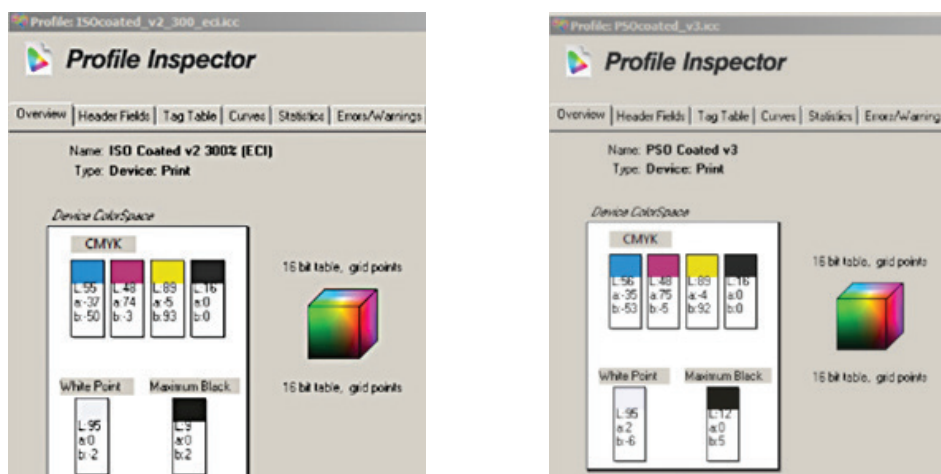 Profile: ISOcoated_v2_300_eci.icc
Profile Inspector
Overview Header Fields Tag Table Curves Statistics Errors/Warnings
Name: ISO Coated v2 300% (ECI)
Type: Device: Print
Device ColorSpace
CMYK
L:55 L:48 L:89 L:16
a:-37 a:74 a:-5 a:0
b:-50 b:-3 b:93 b:0
16 bit table, grid points
White Point Maximum Black
L:95 L:9
a:0 a:0
b:-2 b:2
16 bit table, grid points
Profile: PSOcoated_v3.icc
Profile Inspector
Overview Header Fields Tag Table Curves Statistics Errors/Warning
Name: PSO Coated v3
Type: Device: Print
Device ColorSpace
CMYK
L:56 L:48 L:89 L:16
a:-35 a:75 a:-4 a:0
b:-53 b:-5 b:92 b:0
16 bit table, grid points
White Point Maximum Black
L:95 L:12
a:2 a:0
b:-6 b:5
16 bit table, grid points